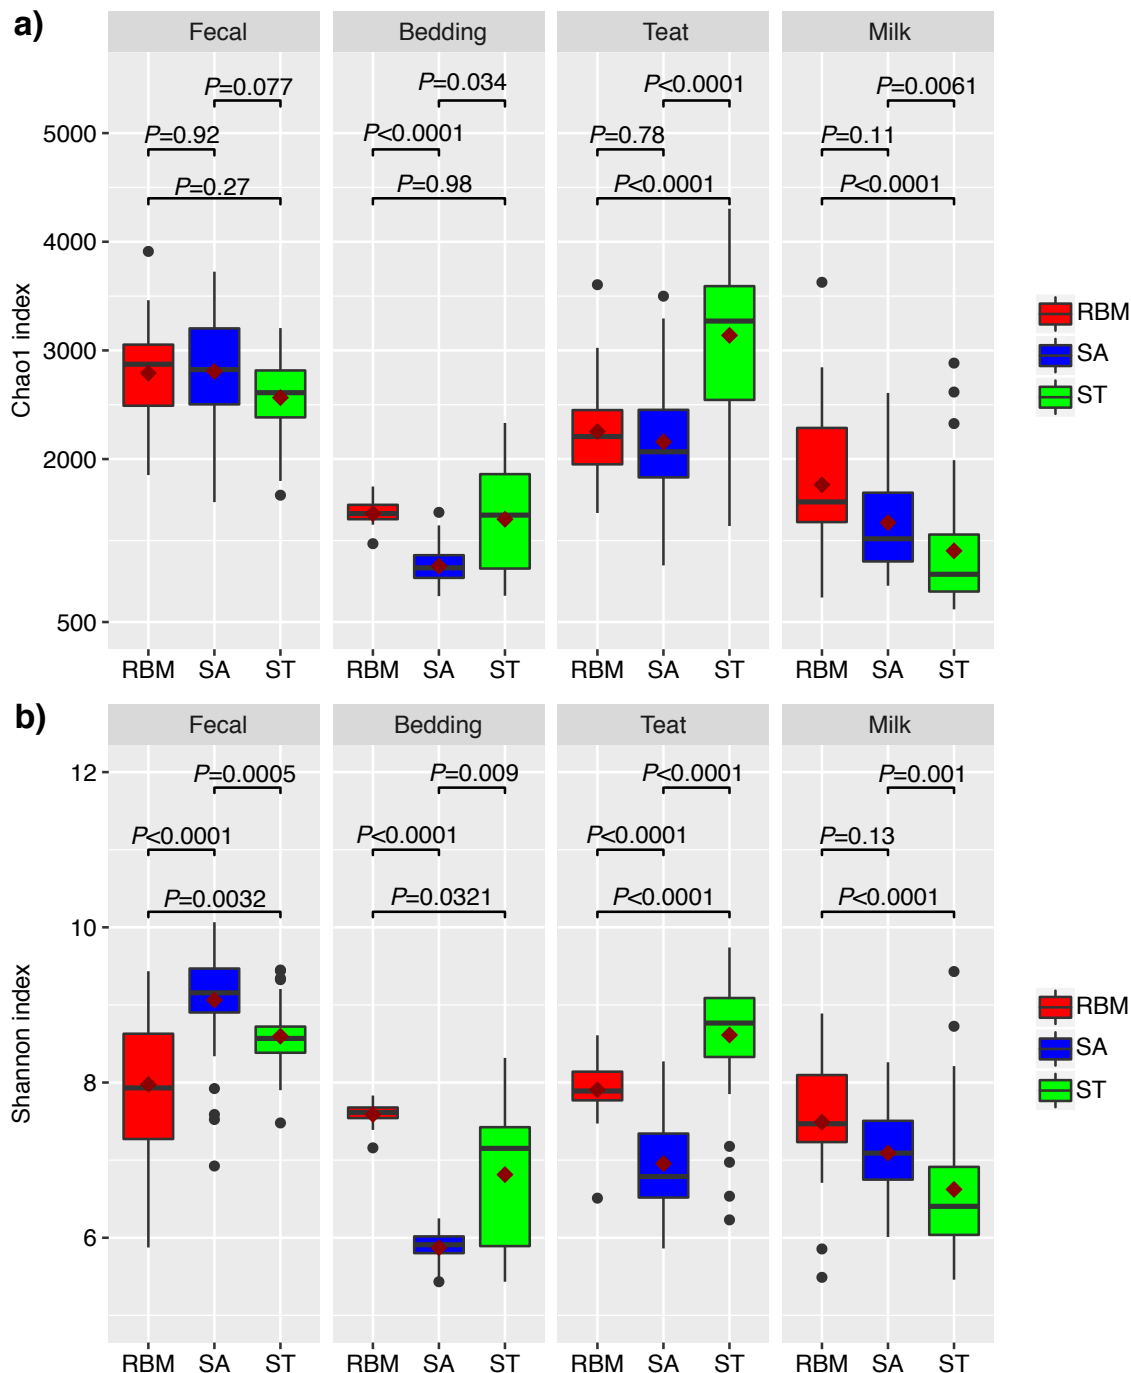 a)
Fecal Bedding Teat Milk
P=0.077 P=0.034 P<0.0001 P=0.0061
P=0.92 P<0.0001 P=0.78 P=0.11
P=0.27 P=0.98 P<0.0001 P<0.0001
5000
4000
3000
2000
500
Chao1 index
RBM SA ST RBM SA ST RBM SA ST RBM SA ST
RBM
SA
ST
b)
Fecal Bedding Teat Milk
P=0.0005 P=0.009 P<0.0001 P=0.001
P<0.0001 P<0.0001 P<0.0001 P=0.13
P=0.0032 P=0.0321 P<0.0001 P<0.0001
12
10
8
6
Shannon index
RBM SA ST RBM SA ST RBM SA ST RBM SA ST
RBM
SA
ST